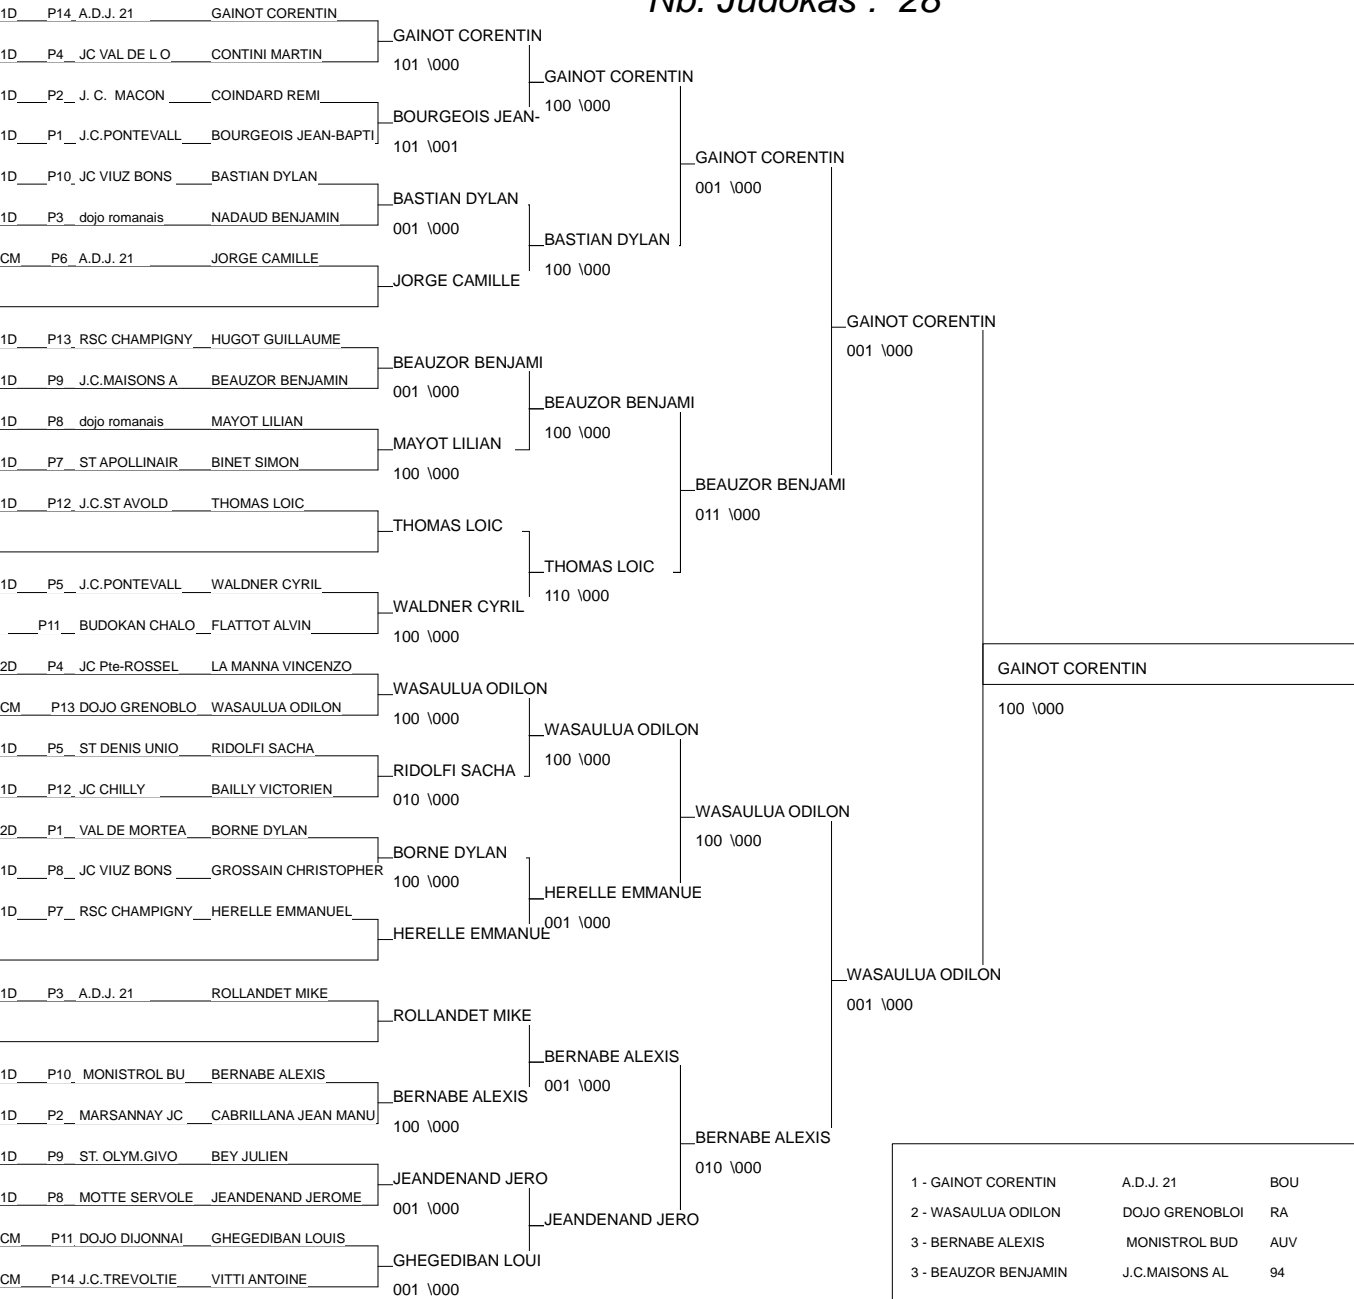 Nb. Judokas : 28
1D P14 A.D.J. 21 GAINOT CORENTIN
GAINOT CORENTIN
1D P4 JC VAL DE L O CONTINI MARTIN
101 \000
GAINOT CORENTIN
1D P2 J. C. MACON COINDARD REMI
100 \000
BOURGEOIS JEAN-
1D P1 J.C.PONTEVALL BOURGEOIS JEAN-BAPTI
101 \001
GAINOT CORENTIN
1D P10 JC VIUZ BONS BASTIAN DYLAN
001 \000
BASTIAN DYLAN
1D P3 dojo romanais NADAUD BENJAMIN
001 \000
BASTIAN DYLAN
CM P6 A.D.J. 21 JORGE CAMILLE
100 \000
JORGE CAMILLE
GAINOT CORENTIN
1D P13 RSC CHAMPIGNY HUGOT GUILLAUME
001 \000
BEAUZOR BENJAMI
1D P9 J.C.MAISONS A BEAUZOR BENJAMIN
001 \000
BEAUZOR BENJAMI
1D P8 dojo romanais MAYOT LILIAN
100 \000
MAYOT LILIAN
1D P7 ST APOLLINAIR BINET SIMON
100 \000
BEAUZOR BENJAMI
1D P12 J.C.ST AVOLD THOMAS LOIC
011 \000
THOMAS LOIC
THOMAS LOIC
1D P5 J.C.PONTEVALL WALDNER CYRIL
110 \000
WALDNER CYRIL
P11 BUDOKAN CHALO FLATTOT ALVIN
100 \000
2D P4 JC Pte-ROSSEL LA MANNA VINCENZO
GAINOT CORENTIN
WASAULUA ODILON
CM P13 DOJO GRENOBLO WASAULUA ODILON
100 \000
100 \000
WASAULUA ODILON
1D P5 ST DENIS UNIO RIDOLFI SACHA
100 \000
RIDOLFI SACHA
1D P12 JC CHILLY BAILLY VICTORIEN
010 \000
WASAULUA ODILON
2D P1 VAL DE MORTEA BORNE DYLAN
100 \000
BORNE DYLAN
1D P8 JC VIUZ BONS GROSSAIN CHRISTOPHER
100 \000
HERELLE EMMANUE
1D P7 RSC CHAMPIGNY HERELLE EMMANUEL
001 \000
HERELLE EMMANUE
WASAULUA ODILON
1D P3 A.D.J. 21 ROLLANDET MIKE
001 \000
ROLLANDET MIKE
BERNABE ALEXIS
1D P10 MONISTROL BU BERNABE ALEXIS
001 \000
BERNABE ALEXIS
1D P2 MARSANNAY JC CABRILLANA JEAN MANU
100 \000
BERNABE ALEXIS
1D P9 ST. OLYM.GIVO BEY JULIEN
010 \000
JEANDENAND JERO
1D P8 MOTTE SERVOLE JEANDENAND JEROME
001 \000
JEANDENAND JERO
CM P11 DOJO DIJONNAI GHEGEDIBAN LOUIS
GHEGEDIBAN LOUI
CM P14 J.C.TREVOLTIE VITTI ANTOINE
001 \000
1 - GAINOT CORENTIN A.D.J. 21 BOU
2 - WASAULUA ODILON DOJO GRENOBLOI RA
3 - BERNABE ALEXIS MONISTROL BUD AUV
3 - BEAUZOR BENJAMIN J.C.MAISONS AL 94